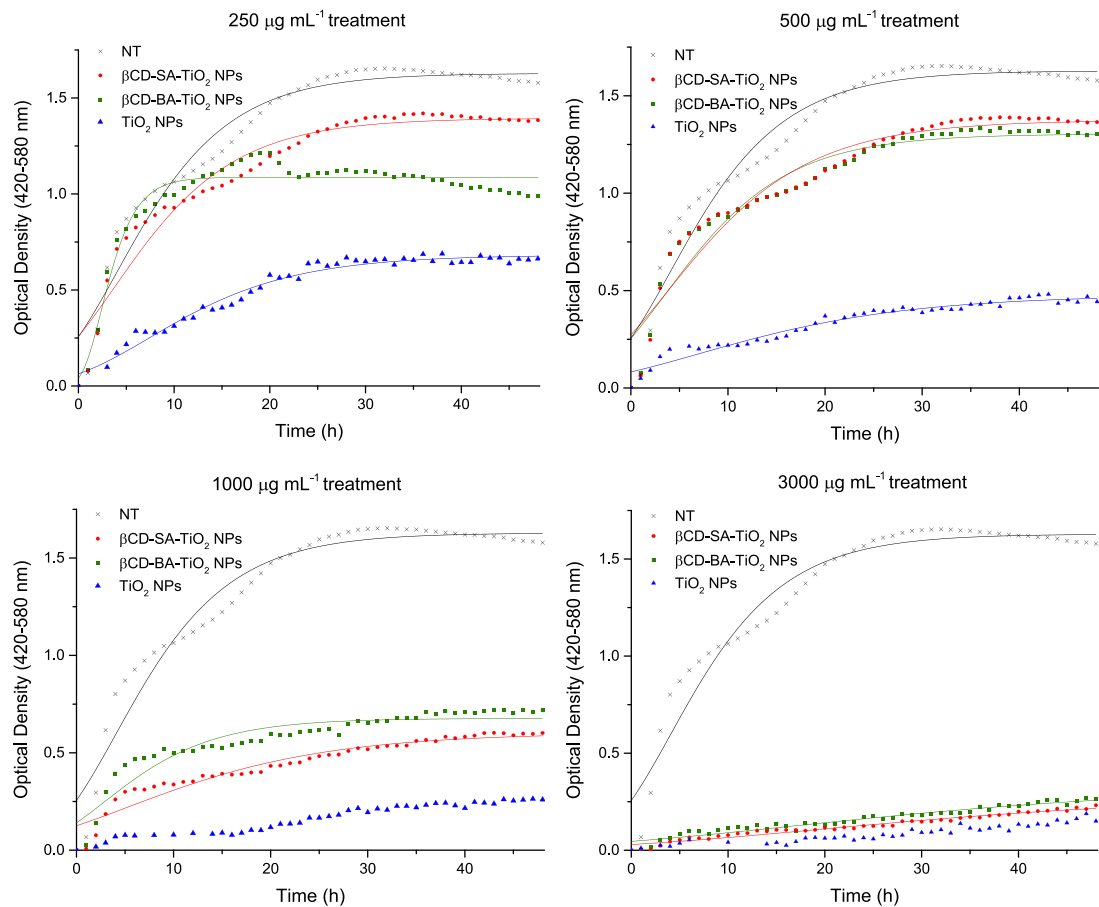 250 μg mL⁻¹ treatment
NT
βCD-SA-TiO₂ NPs
βCD-BA-TiO₂ NPs
TiO₂ NPs
Optical Density (420-580 nm)
1.5
1.0
0.5
0.0
0 10 20 30 40
Time (h)
500 μg mL⁻¹ treatment
NT
βCD-SA-TiO₂ NPs
βCD-BA-TiO₂ NPs
TiO₂ NPs
Optical Density (420-580 nm)
1.5
1.0
0.5
0.0
0 10 20 30 40
Time (h)
1000 μg mL⁻¹ treatment
NT
βCD-SA-TiO₂ NPs
βCD-BA-TiO₂ NPs
TiO₂ NPs
Optical Density (420-580 nm)
1.5
1.0
0.5
0.0
0 10 20 30 40
Time (h)
3000 μg mL⁻¹ treatment
NT
βCD-SA-TiO₂ NPs
βCD-BA-TiO₂ NPs
TiO₂ NPs
Optical Density (420-580 nm)
1.5
1.0
0.5
0.0
0 10 20 30 40
Time (h)